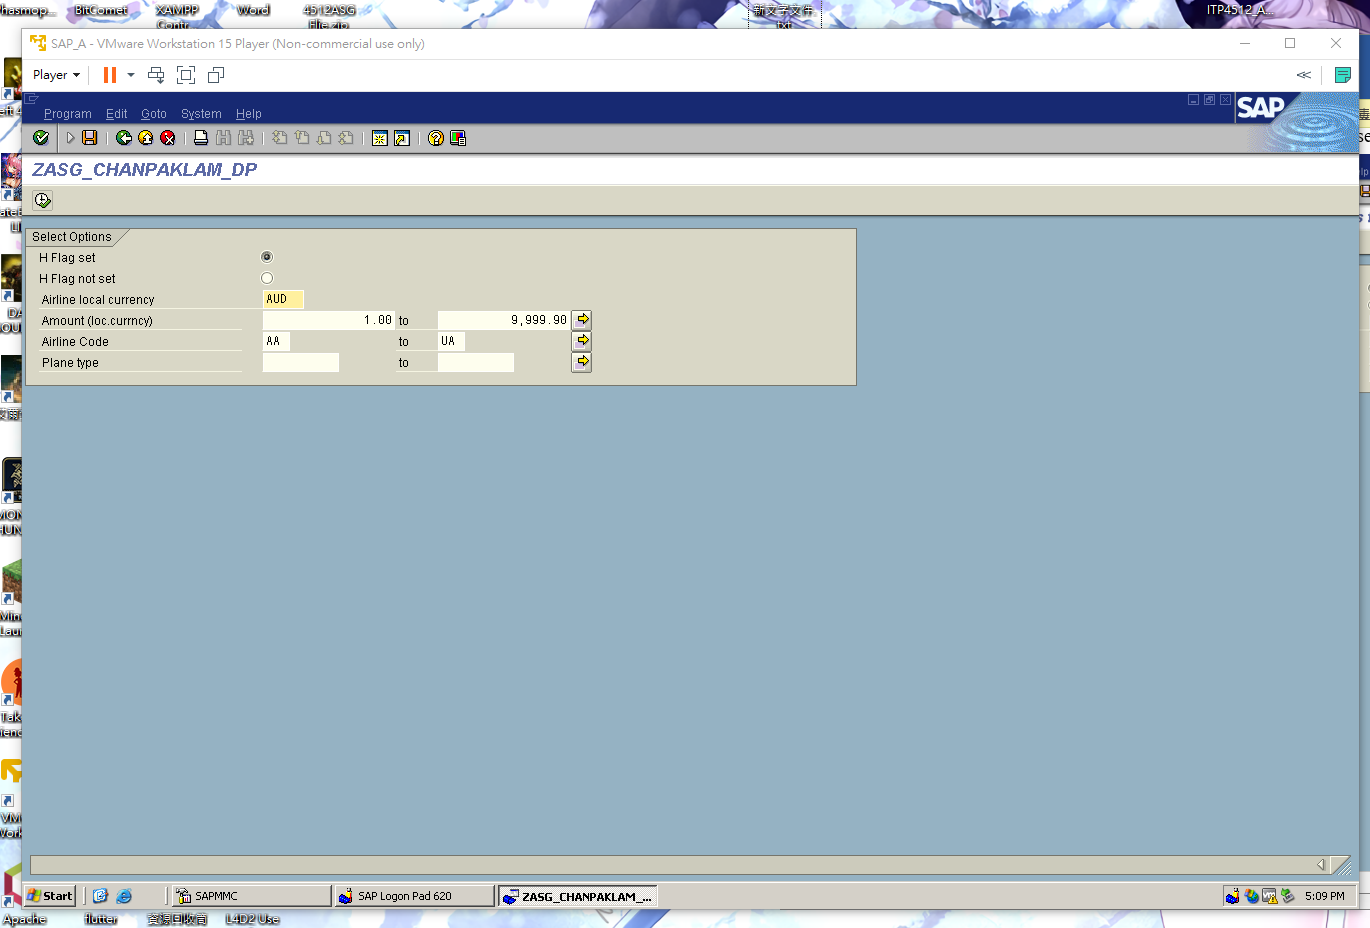 hasmop...
BitComet
XAMPP
Contr...
Word
4512ASG
File.zip
新文字文件.
txt
ITP4512_A...
SAP_A - VMware Workstation 15 Player (Non-commercial use only)
Player
Program Edit Goto System Help
SAP
ZASG_CHANPAKLAM_DP
Select Options
H Flag set
H Flag not set
Airline local currency AUD
Amount (loc.currncy) 1.00 to 9,999.90
Airline Code AA to UA
Plane type to
Start SAPMMC SAP Logon Pad 620 ZASG_CHANPAKLAM_... 5:09 PM
Apache
flutter
資源回收筒
L4D2 Use